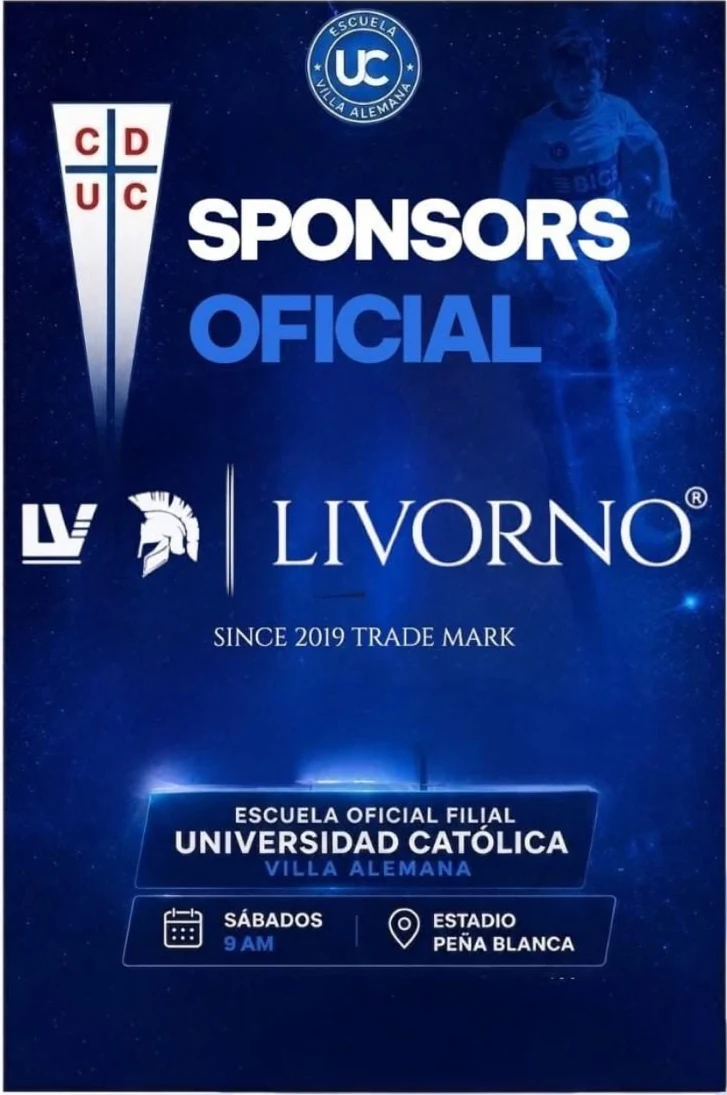 ESCUELA
UC
VILLA ALEMANA
C D
U C
SPONSORS
OFICIAL
BICE
LV
LIVORNO®
SINCE 2019 TRADE MARK
ESCUELA OFICIAL FILIAL
UNIVERSIDAD CATÓLICA
VILLA ALEMANA
SÁBADOS
9 AM
ESTADIO
PEÑA BLANCA